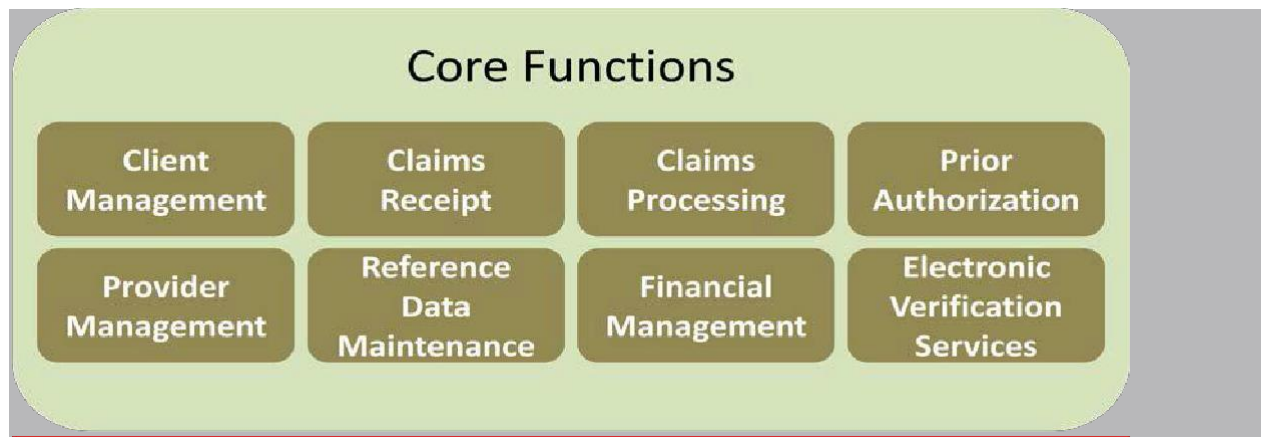 Core Functions
Client
Management
Claims
Receipt
Claims
Processing
Prior
Authorization
Provider
Management
Reference
Data
Maintenance
Financial
Management
Electronic
Verification
Services